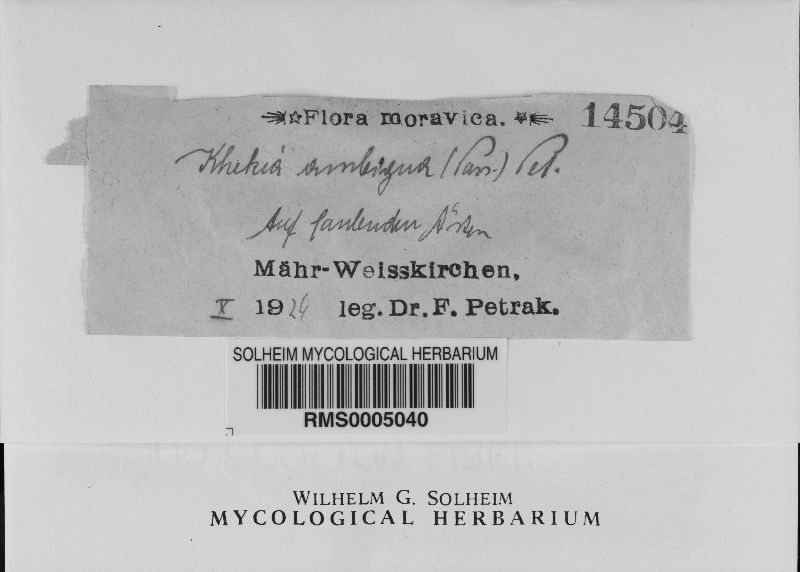 Flora moravica. 14504
Khekia ambigua (Pass.) Pet.
Auf faulenden Ästen
Mähr-Weisskirchen,
V 1924 leg. Dr. F. Petrak.
SOLHEIM MYCOLOGICAL HERBARIUM
RMS0005040
WILHELM G. SOLHEIM
MYCOLOGICAL HERBARIUM